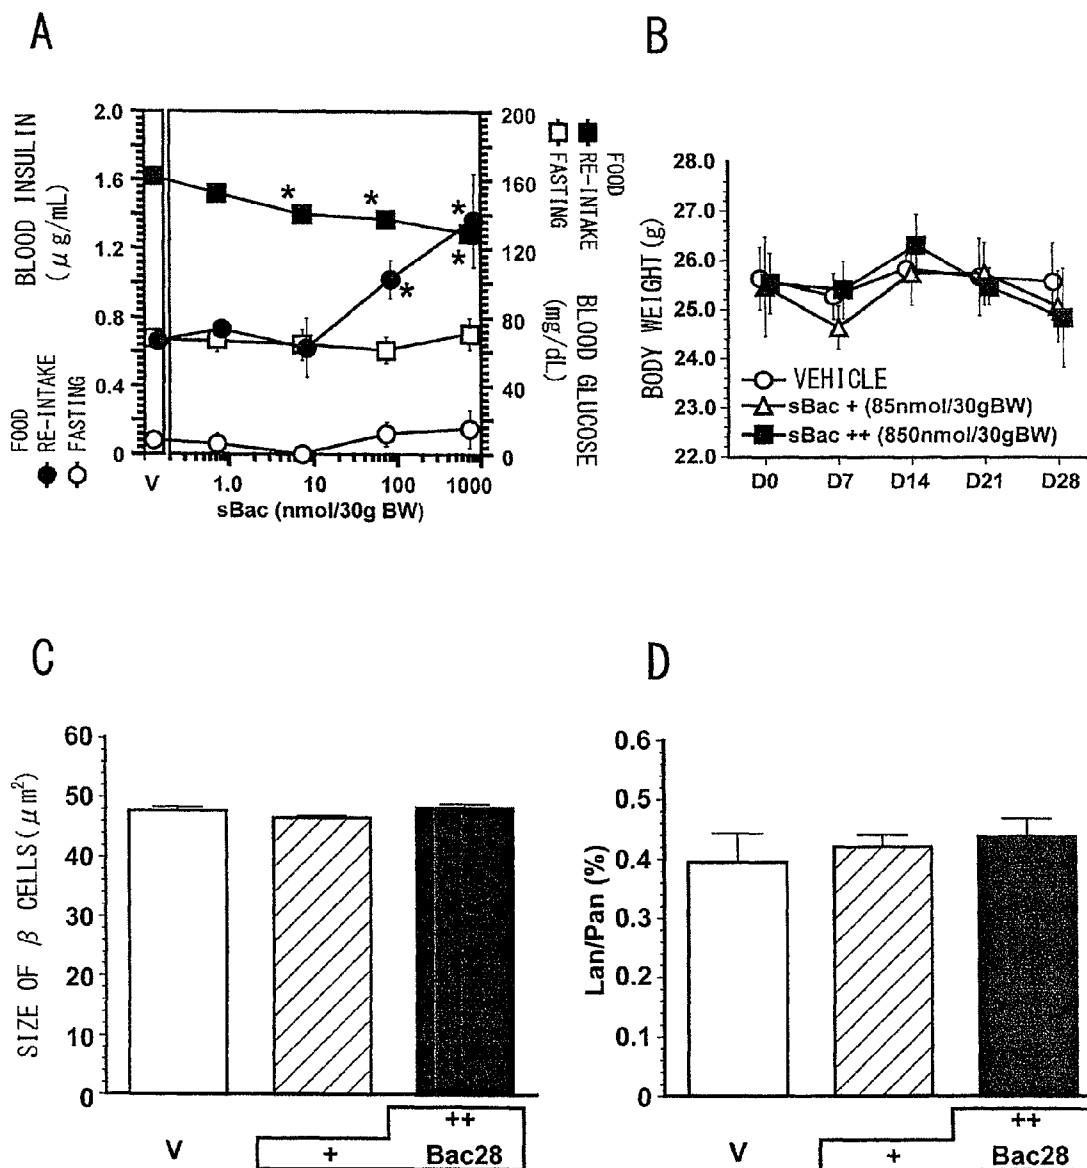 A
BLOOD INSULIN
(μg/mL)
FOOD
RE-INTAKE
FASTING
2.0
1.6
1.2
0.8
0.4
0
200
160
120
80
40
0
FOOD
RE-INTAKE
FASTING
BLOOD GLUCOSE
(mg/dL)
*
*
*
*
*
V
1.0
10
100
1000
sBac (nmol/30g BW)
B
BODY WEIGHT (g)
28.0
27.0
26.0
25.0
24.0
23.0
22.0
VEHICLE
sBac + (85nmol/30gBW)
sBac ++ (850nmol/30gBW)
D0
D7
D14
D21
D28
C
SIZE OF β CELLS(μm²)
60
50
40
30
20
10
0
V
+
++
Bac28
D
Lan/Pan (%)
0.6
0.5
0.4
0.3
0.2
0.1
0
V
+
++
Bac28